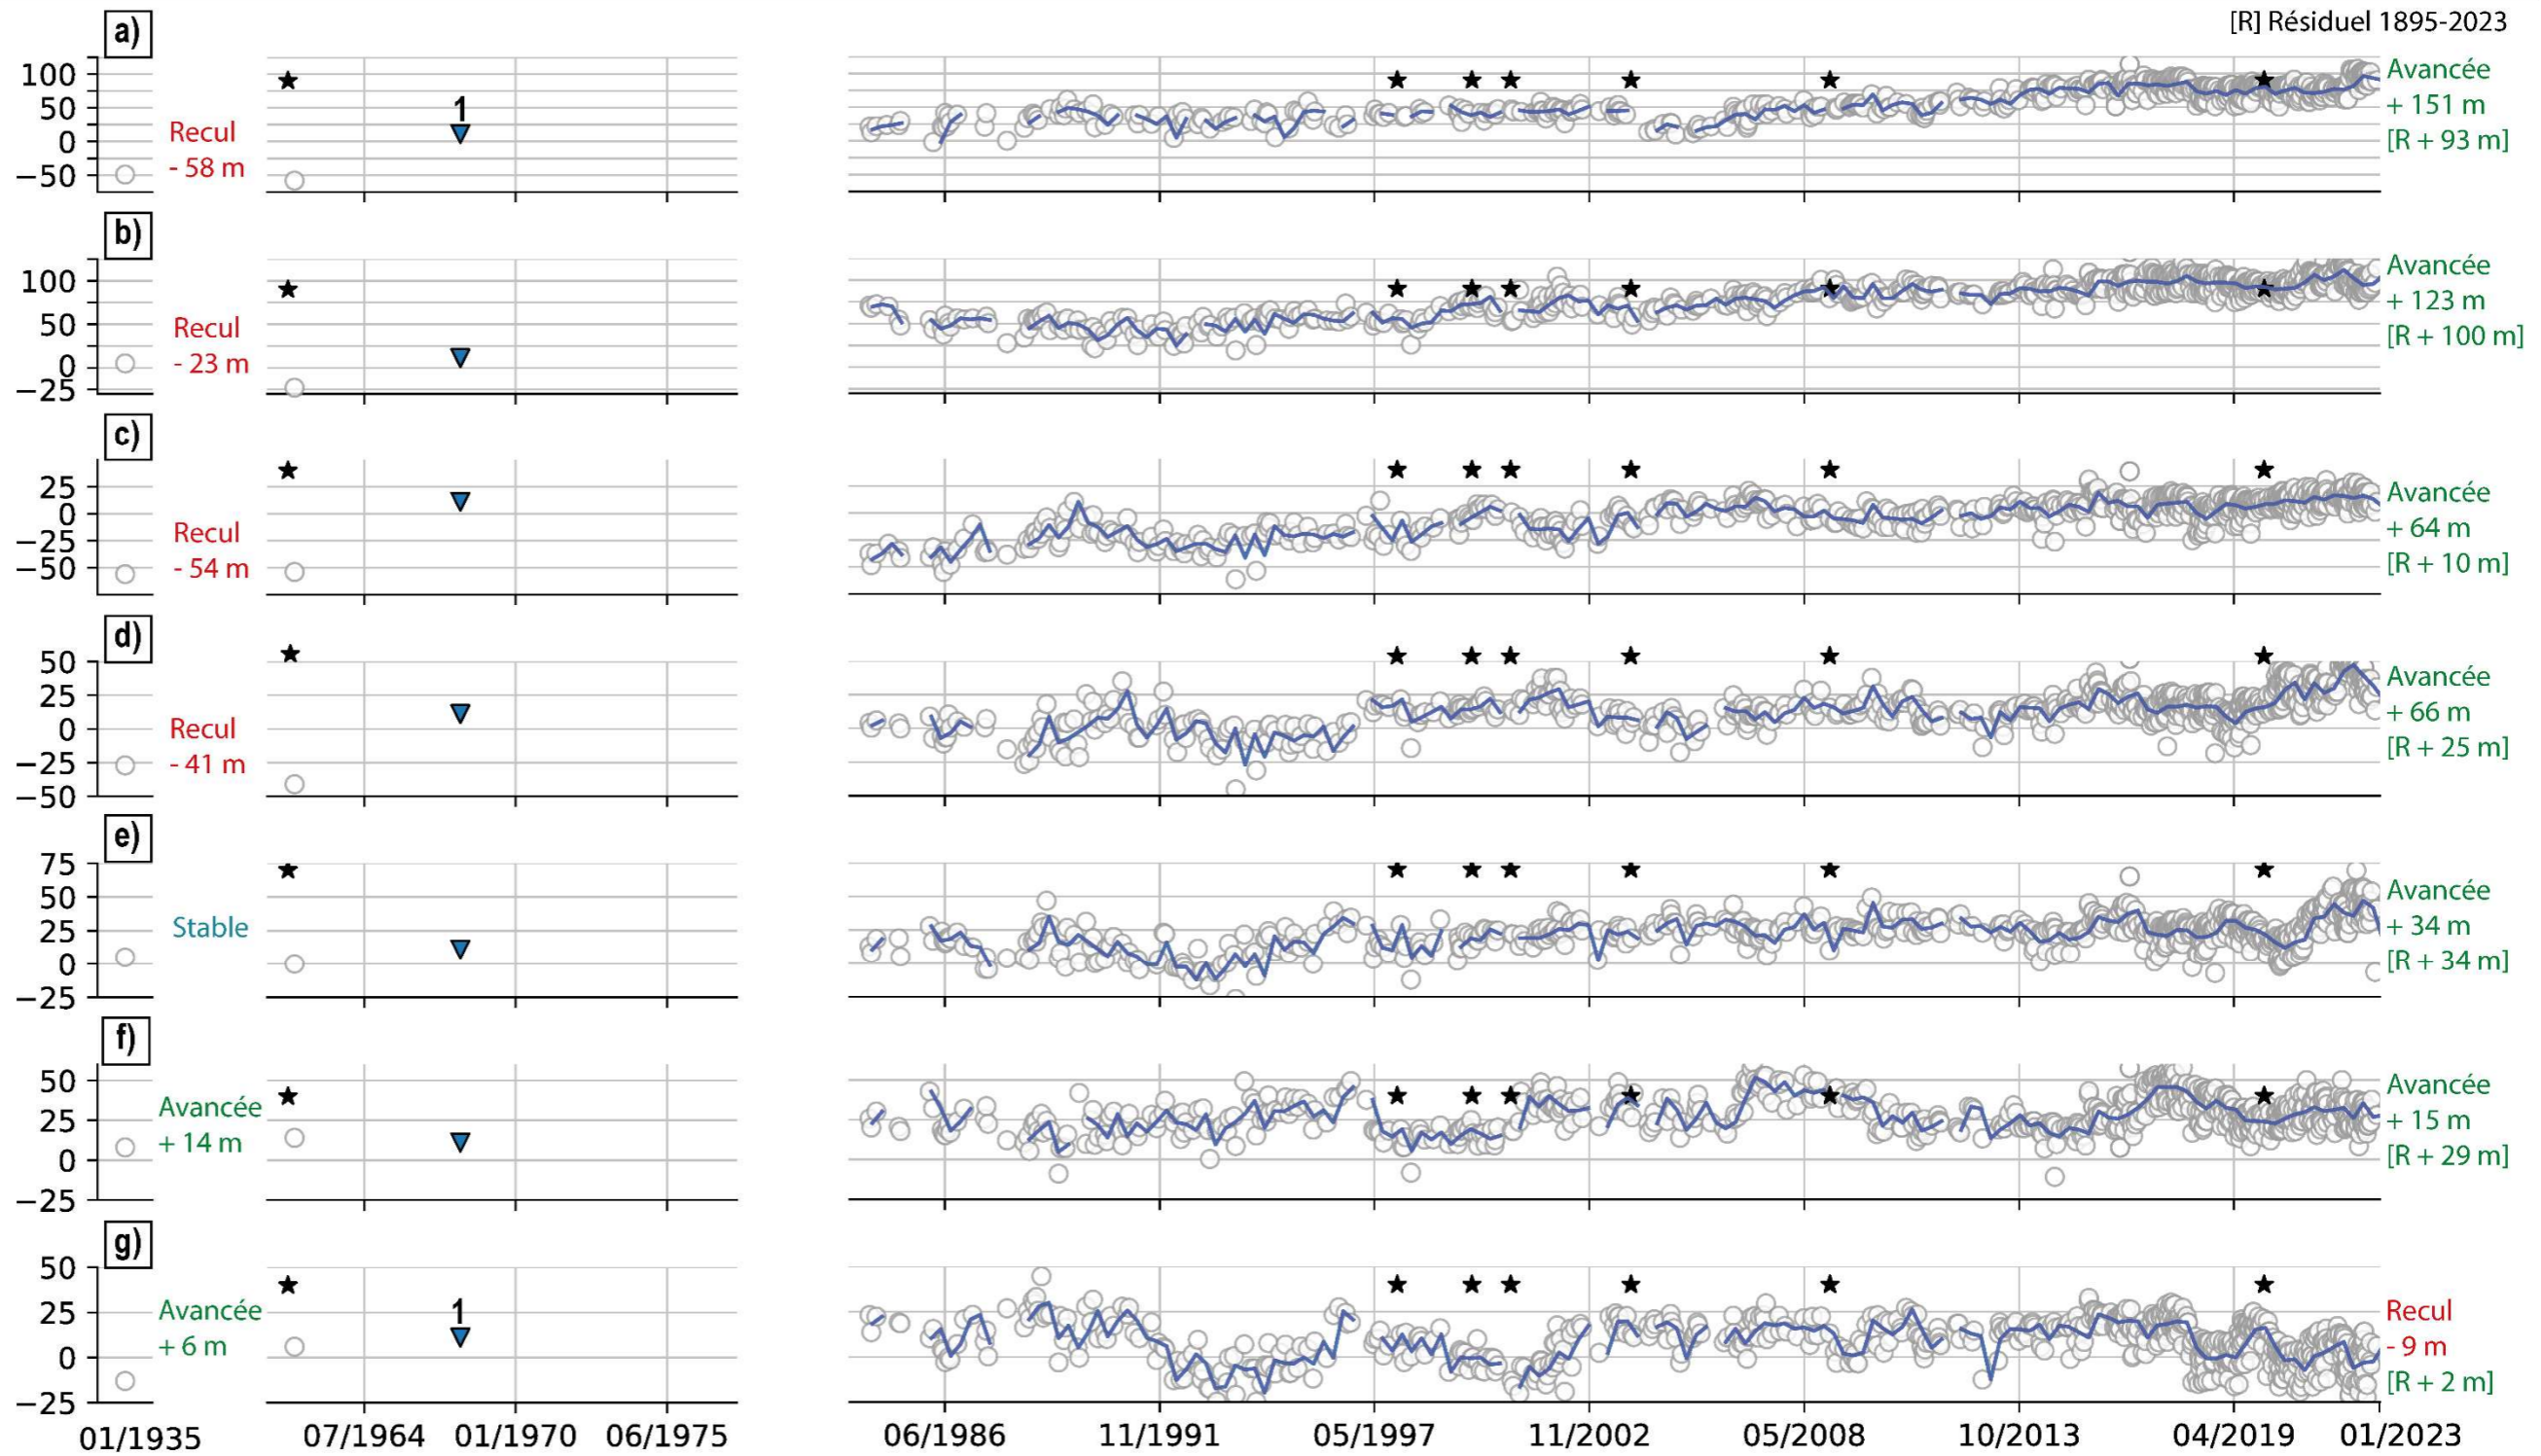 [R] Résiduel 1895-2023
a)
100
50
0
−50
Recul
- 58 m
1
Avancée
+ 151 m
[R + 93 m]
b)
100
50
0
−25
Recul
- 23 m
Avancée
+ 123 m
[R + 100 m]
c)
25
0
−25
−50
Recul
- 54 m
Avancée
+ 64 m
[R + 10 m]
d)
50
25
0
−25
−50
Recul
- 41 m
Avancée
+ 66 m
[R + 25 m]
e)
75
50
25
0
−25
Stable
Avancée
+ 34 m
[R + 34 m]
f)
50
25
0
−25
Avancée
+ 14 m
Avancée
+ 15 m
[R + 29 m]
g)
50
25
0
−25
Avancée
+ 6 m
1
Recul
- 9 m
[R + 2 m]
01/1935 07/1964 01/1970 06/1975 06/1986 11/1991 05/1997 11/2002 05/2008 10/2013 04/2019 01/2023